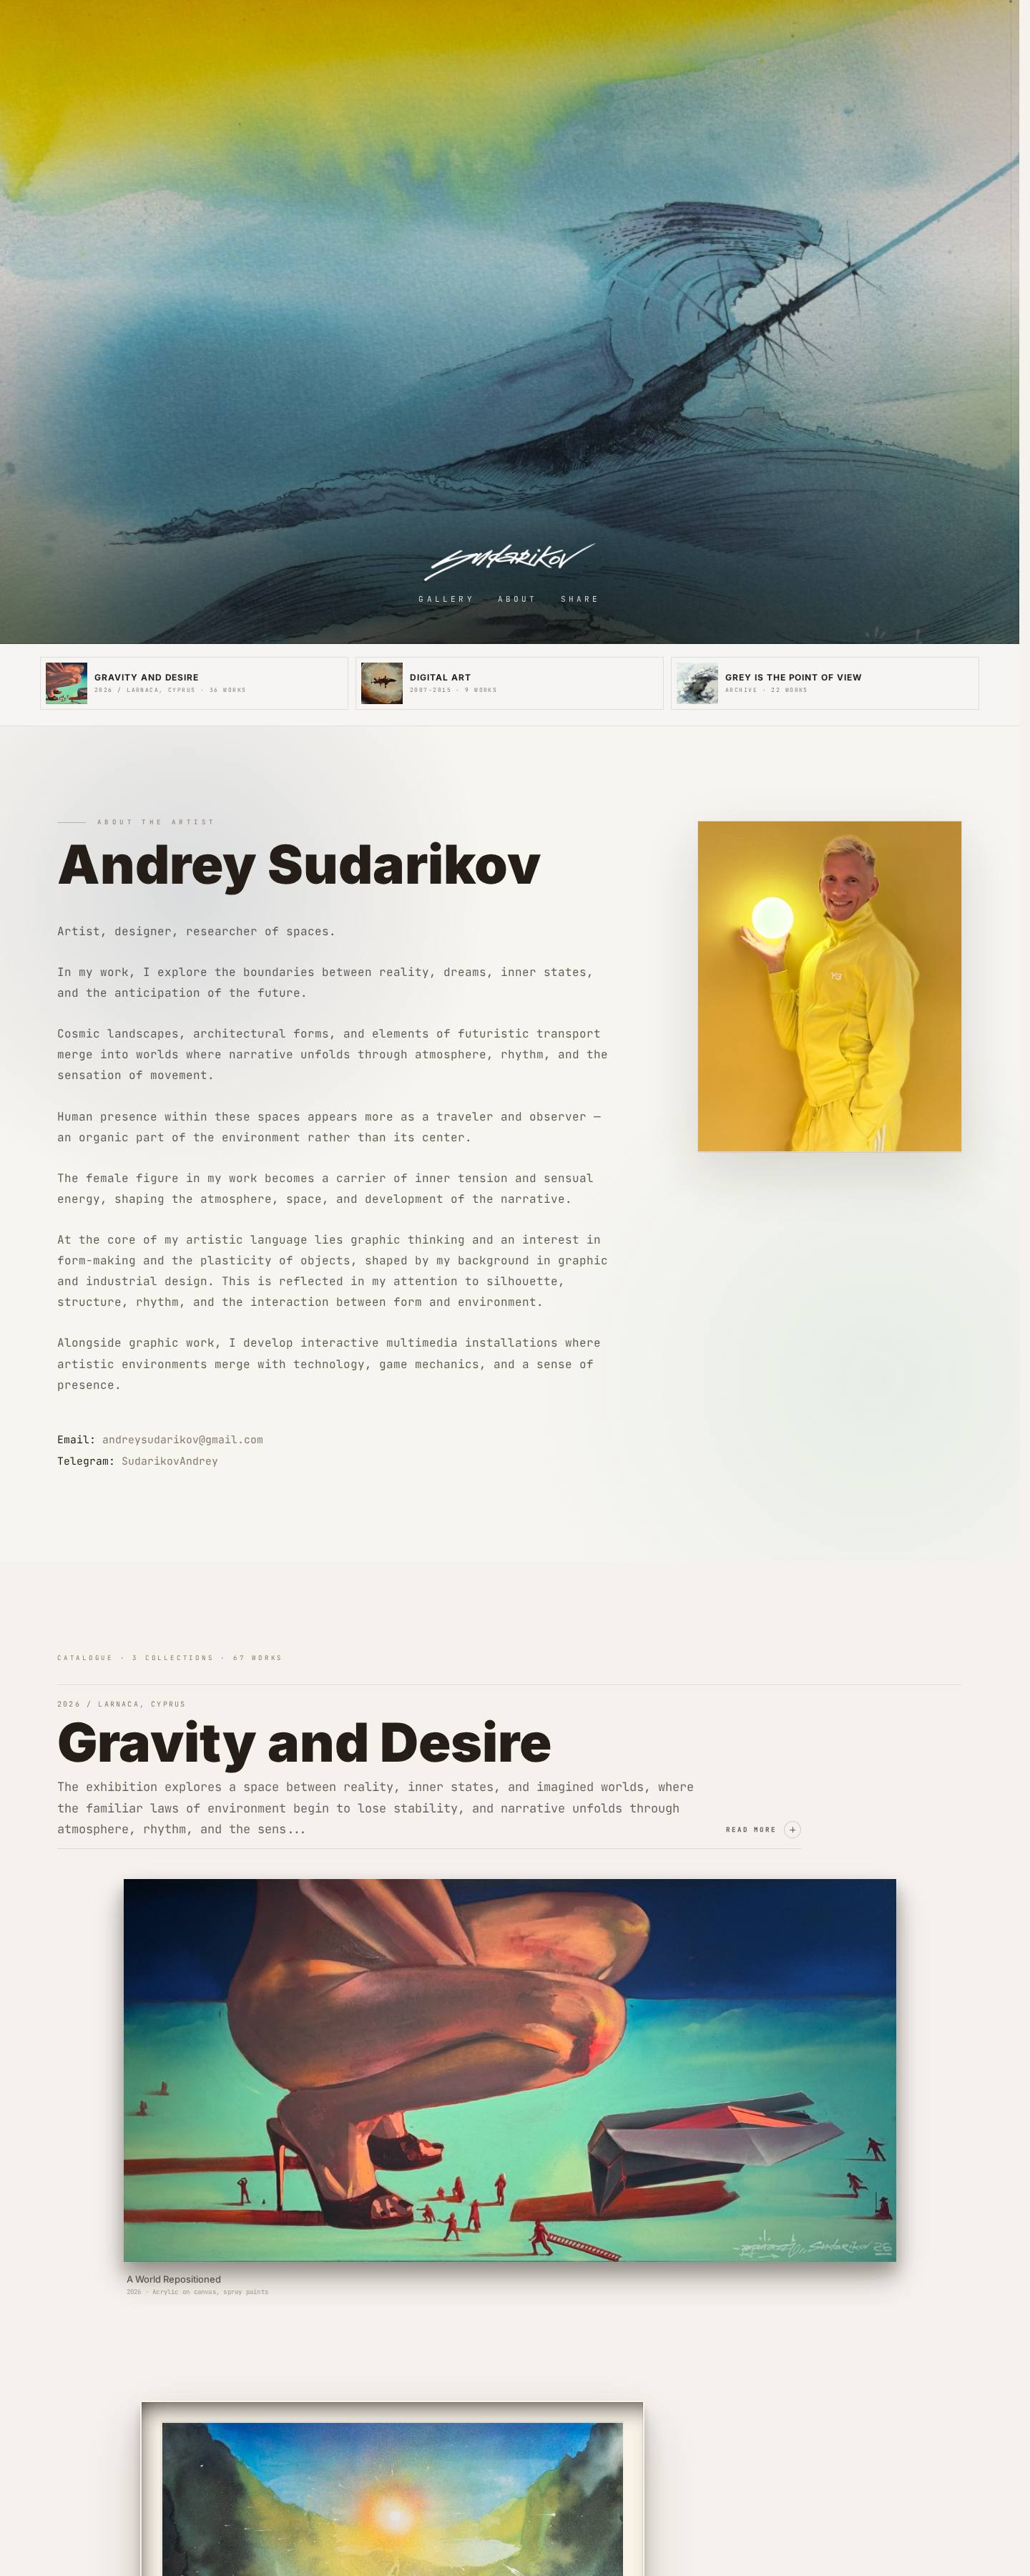 Sudarikov
GALLERY ABOUT SHARE
GRAVITY AND DESIRE
2026 / LARNACA, CYPRUS · 36 WORKS
DIGITAL ART
2007-2015 · 9 WORKS
GREY IS THE POINT OF VIEW
ARCHIVE · 22 WORKS
ABOUT THE ARTIST
Andrey Sudarikov
Artist, designer, researcher of spaces.
In my work, I explore the boundaries between reality, dreams, inner states,
and the anticipation of the future.
Cosmic landscapes, architectural forms, and elements of futuristic transport
merge into worlds where narrative unfolds through atmosphere, rhythm, and the
sensation of movement.
Human presence within these spaces appears more as a traveler and observer —
an organic part of the environment rather than its center.
The female figure in my work becomes a carrier of inner tension and sensual
energy, shaping the atmosphere, space, and development of the narrative.
At the core of my artistic language lies graphic thinking and an interest in
form-making and the plasticity of objects, shaped by my background in graphic
and industrial design. This is reflected in my attention to silhouette,
structure, rhythm, and the interaction between form and environment.
Alongside graphic work, I develop interactive multimedia installations where
artistic environments merge with technology, game mechanics, and a sense of
presence.
Email: andreysudarikov@gmail.com
Telegram: SudarikovAndrey
CATALOGUE · 3 COLLECTIONS · 67 WORKS
2026 / LARNACA, CYPRUS
Gravity and Desire
The exhibition explores a space between reality, inner states, and imagined worlds, where
the familiar laws of environment begin to lose stability, and narrative unfolds through
atmosphere, rhythm, and the sens...
READ MORE +
Sudarikov 26
A World Repositioned
2026 · Acrylic on canvas, spray paints